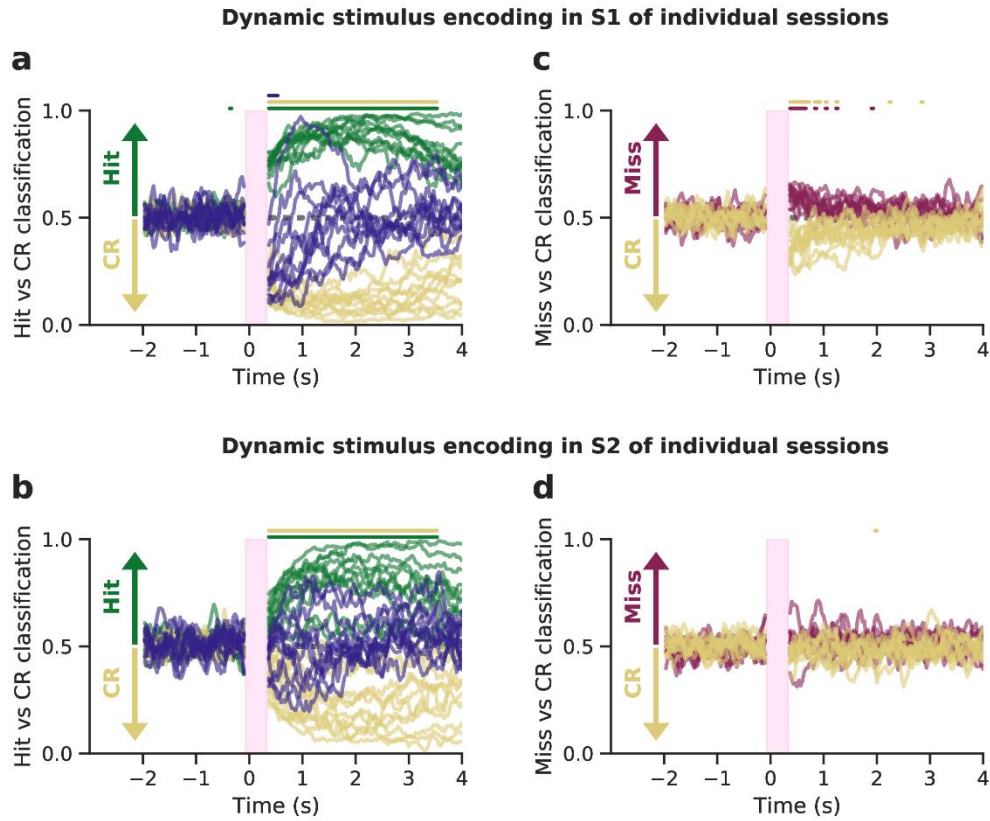 Dynamic stimulus encoding in S1 of individual sessions
a
Hit vs CR classification
1.0
0.5
0.0
Hit
CR
−2 −1 0 1 2 3 4
Time (s)
c
Miss vs CR classification
1.0
0.5
0.0
Miss
CR
−2 −1 0 1 2 3 4
Time (s)
Dynamic stimulus encoding in S2 of individual sessions
b
Hit vs CR classification
1.0
0.5
0.0
Hit
CR
−2 −1 0 1 2 3 4
Time (s)
d
Miss vs CR classification
1.0
0.5
0.0
Miss
CR
−2 −1 0 1 2 3 4
Time (s)